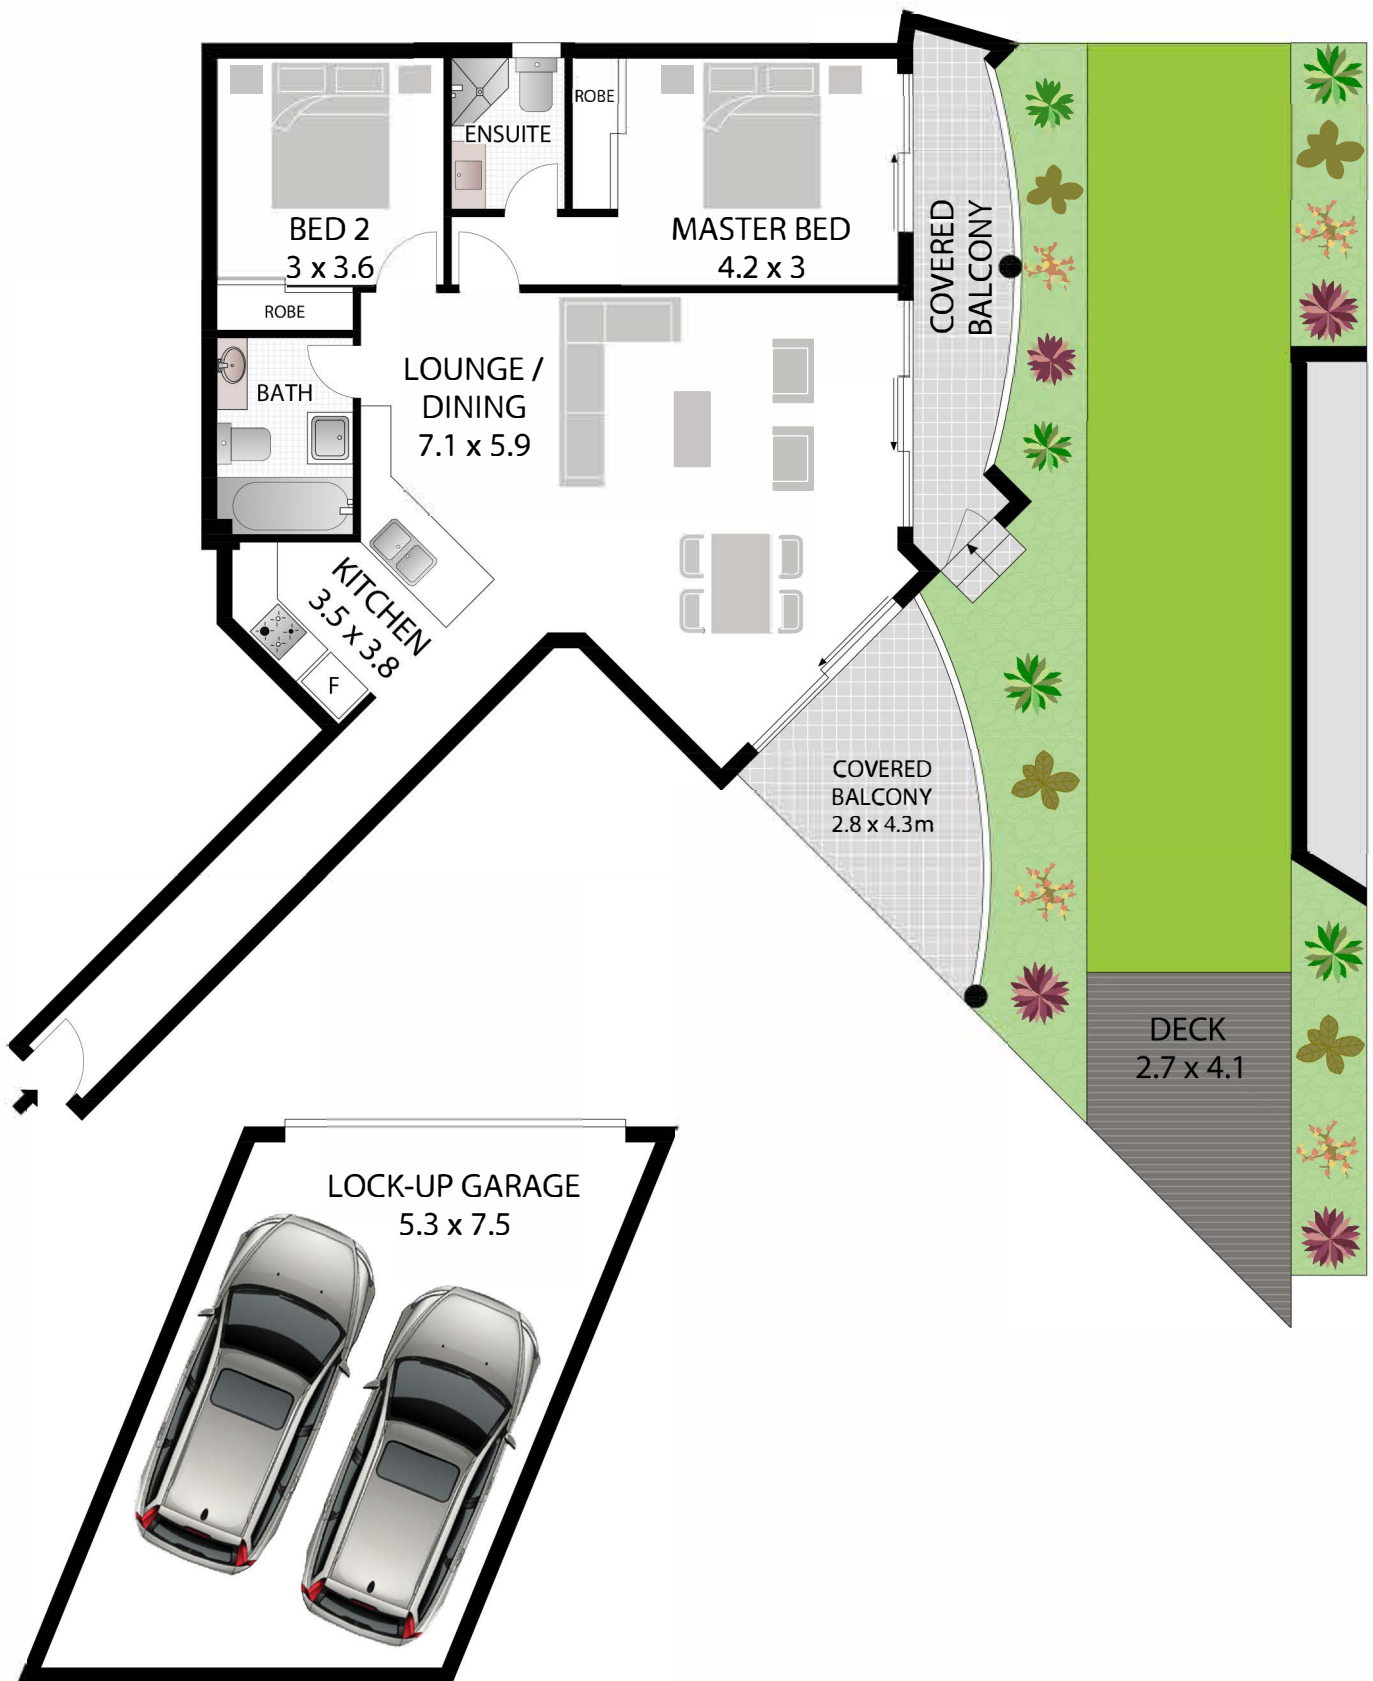 ROBE
ENSUITE
BED 2
3 x 3.6
MASTER BED
4.2 x 3
COVERED
BALCONY
ROBE
LOUNGE /
DINING
7.1 x 5.9
BATH
KITCHEN
3.5 x 3.8
F
COVERED
BALCONY
2.8 x 4.3m
DECK
2.7 x 4.1
LOCK-UP GARAGE
5.3 x 7.5